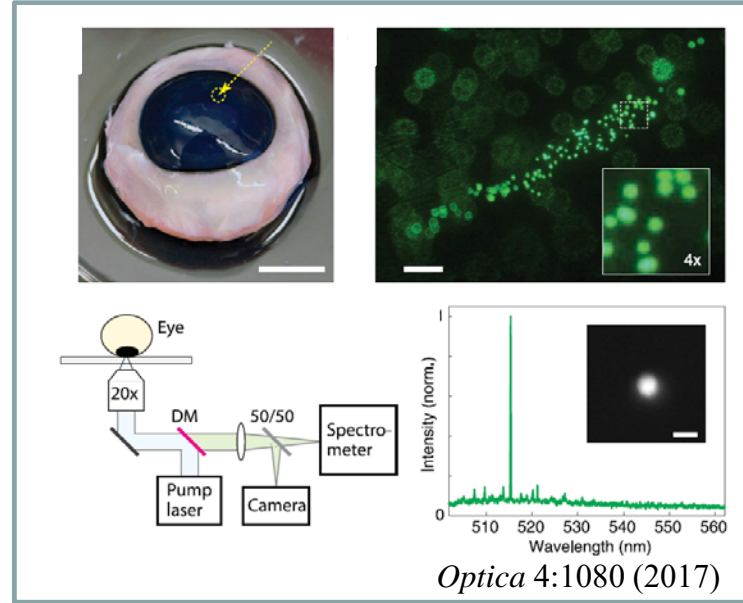 4x
Eye
20x
DM
50/50
Spectro-
meter
Pump
laser
Camera
Intensity (norm.)
1
510 520 530 540 550 560
Wavelength (nm)
Optica 4:1080 (2017)